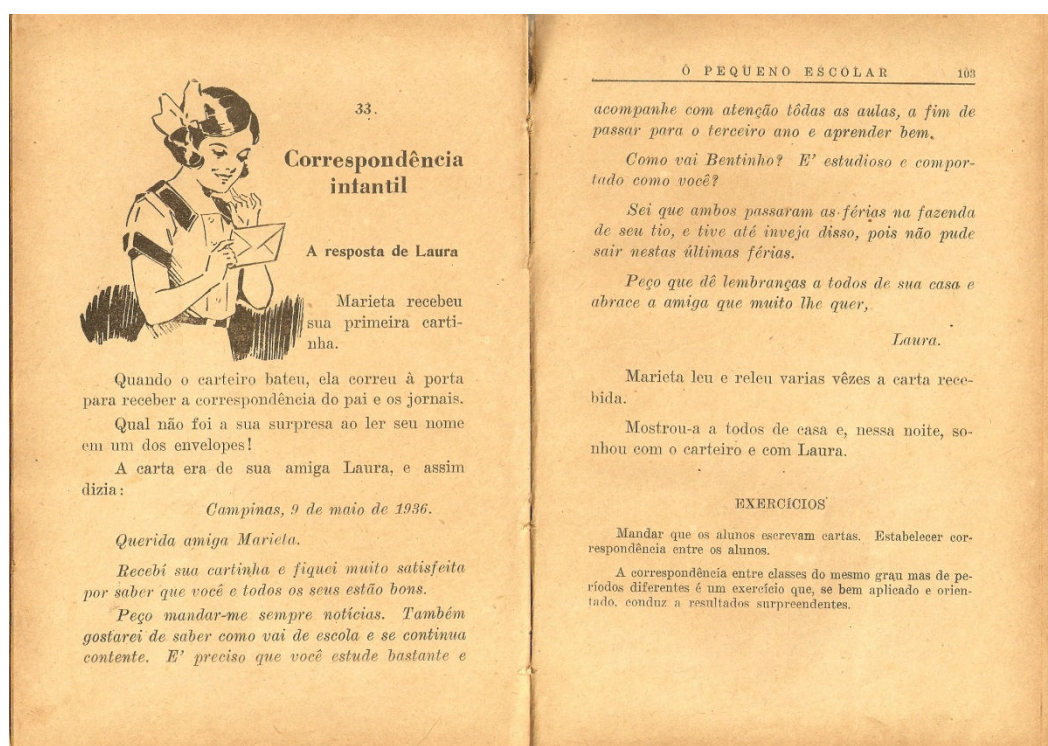 33.
Correspondência
infantil
A resposta de Laura
Marieta recebeu
sua primeira carti-
nha.
Quando o carteiro bateu, ela correu à porta
para receber a correspondência do pai e os jornais.
Qual não foi a sua surpresa ao ler seu nome
em um dos envelopes!
A carta era de sua amiga Laura, e assim
dizia:
Campinas, 9 de maio de 1936.
Querida amiga Marieta.
Recebí sua cartinha e fiquei muito satisfeita
por saber que você e todos os seus estão bons.
Peço mandar-me sempre notícias. Também
gostarei de saber como vai de escola e se continua
contente. E' preciso que você estude bastante e
O PEQUENO ESCOLAR 103
acompanhe com atenção tôdas as aulas, a fim de
passar para o terceiro ano e aprender bem.
Como vai Bentinho? E' estudioso e compor-
tado como você?
Sei que ambos passaram as férias na fazenda
de seu tio, e tive até inveja disso, pois não pude
sair nestas últimas férias.
Peço que dê lembranças a todos de sua casa e
abrace a amiga que muito lhe quer,
Laura.
Marieta leu e releu varias vêzes a carta rece-
bida.
Mostrou-a a todos de casa e, nessa noite, so-
nhou com o carteiro e com Laura.
EXERCÍCIOS
Mandar que os alunos escrevam cartas. Estabelecer cor-
respondência entre os alunos.
A correspondência entre classes do mesmo grau mas de pe-
ríodos diferentes é um exercício que, se bem aplicado e orien-
tado, conduz a resultados surpreendentes.